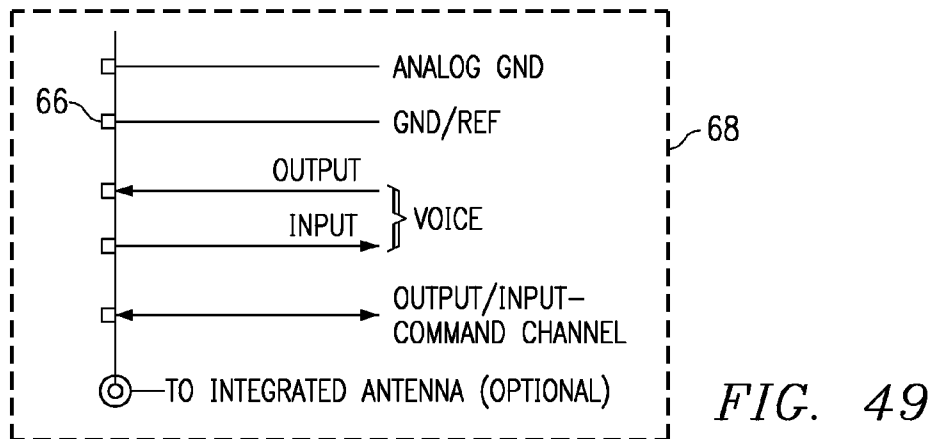 ANALOG GND
66
GND/REF
68
OUTPUT
INPUT
VOICE
OUTPUT/INPUT-
COMMAND CHANNEL
TO INTEGRATED ANTENNA (OPTIONAL)
FIG. 49